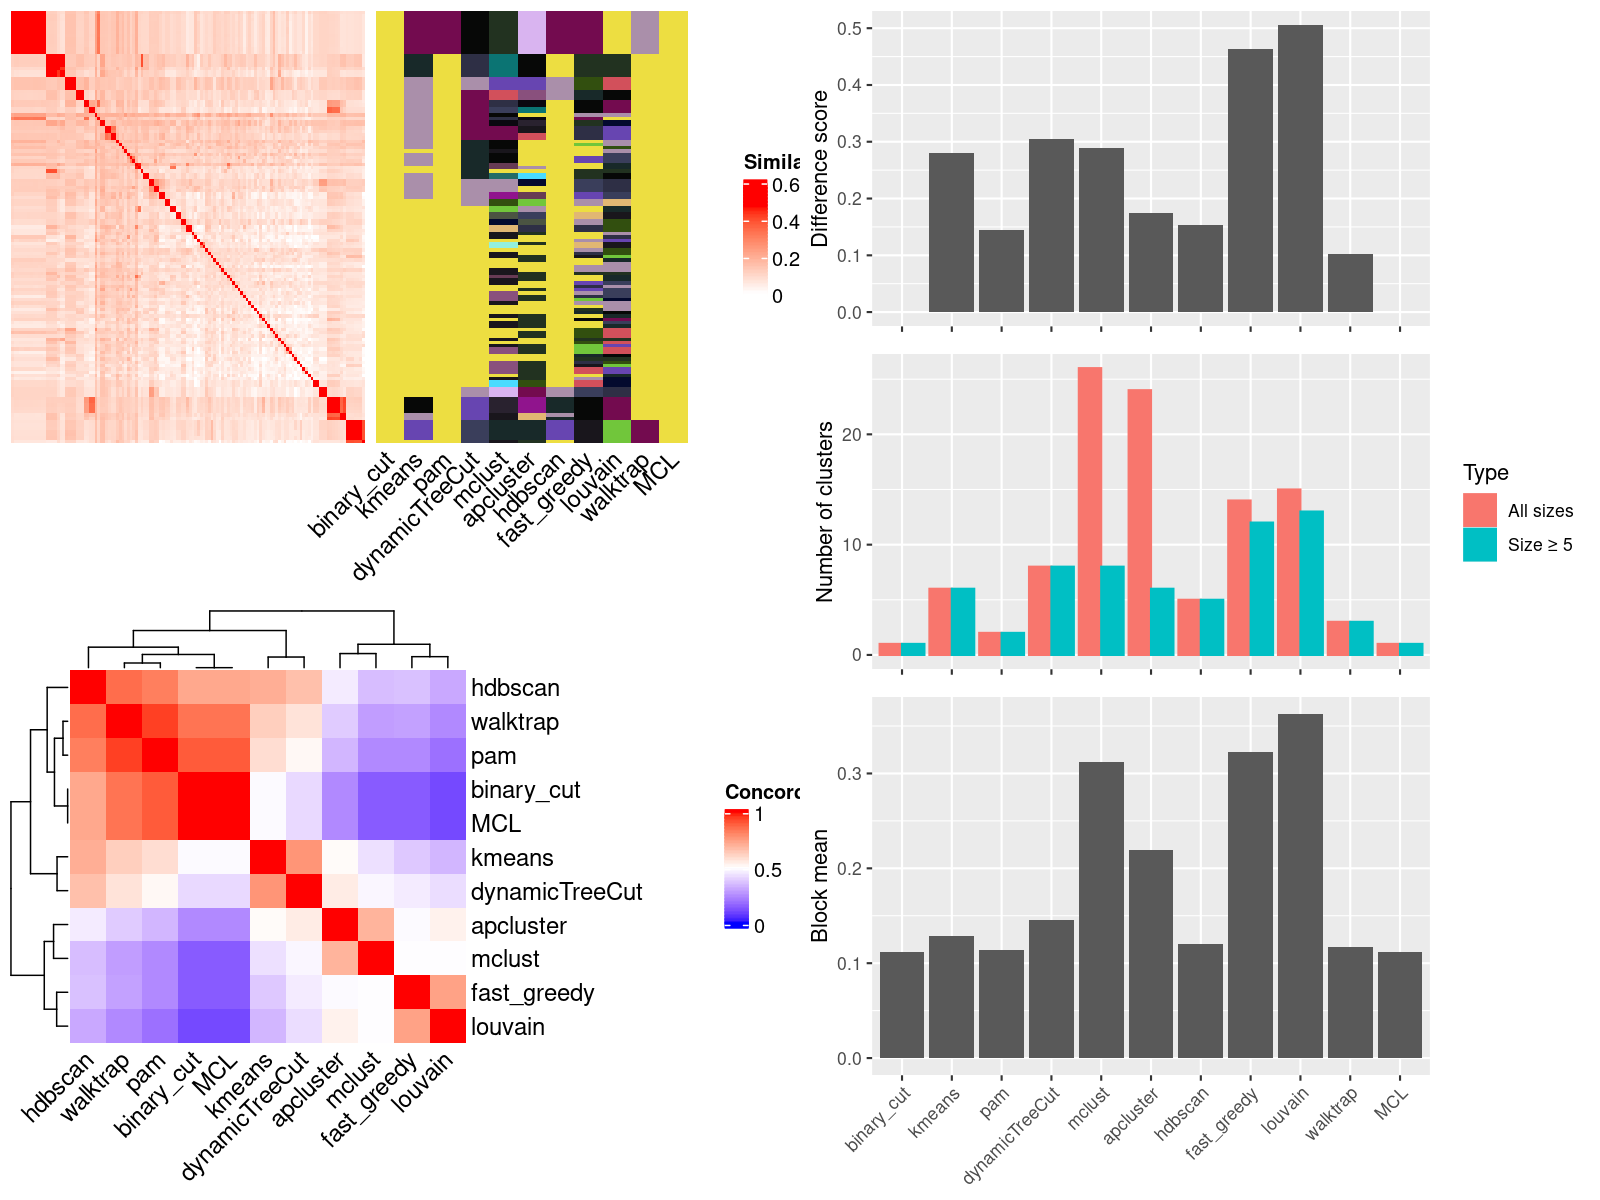 Simila
0.6
0.4
0.2
0
binary_cut
kmeans
pam
dynamicTreeCut
mclust
apcluster
hdbscan
fast_greedy
louvain
walktrap
MCL
hdbscan
walktrap
pam
binary_cut
MCL
kmeans
dynamicTreeCut
apcluster
mclust
fast_greedy
louvain
hdbscan
walktrap
pam
binary_cut
MCL
kmeans
dynamicTreeCut
apcluster
mclust
fast_greedy
louvain
Concord
1
0.5
0
Difference score
0.5
0.4
0.3
0.2
0.1
0.0
Number of clusters
20
10
0
Type
All sizes
Size ≥ 5
Block mean
0.3
0.2
0.1
0.0
binary_cut
kmeans
pam
dynamicTreeCut
mclust
apcluster
hdbscan
fast_greedy
louvain
walktrap
MCL